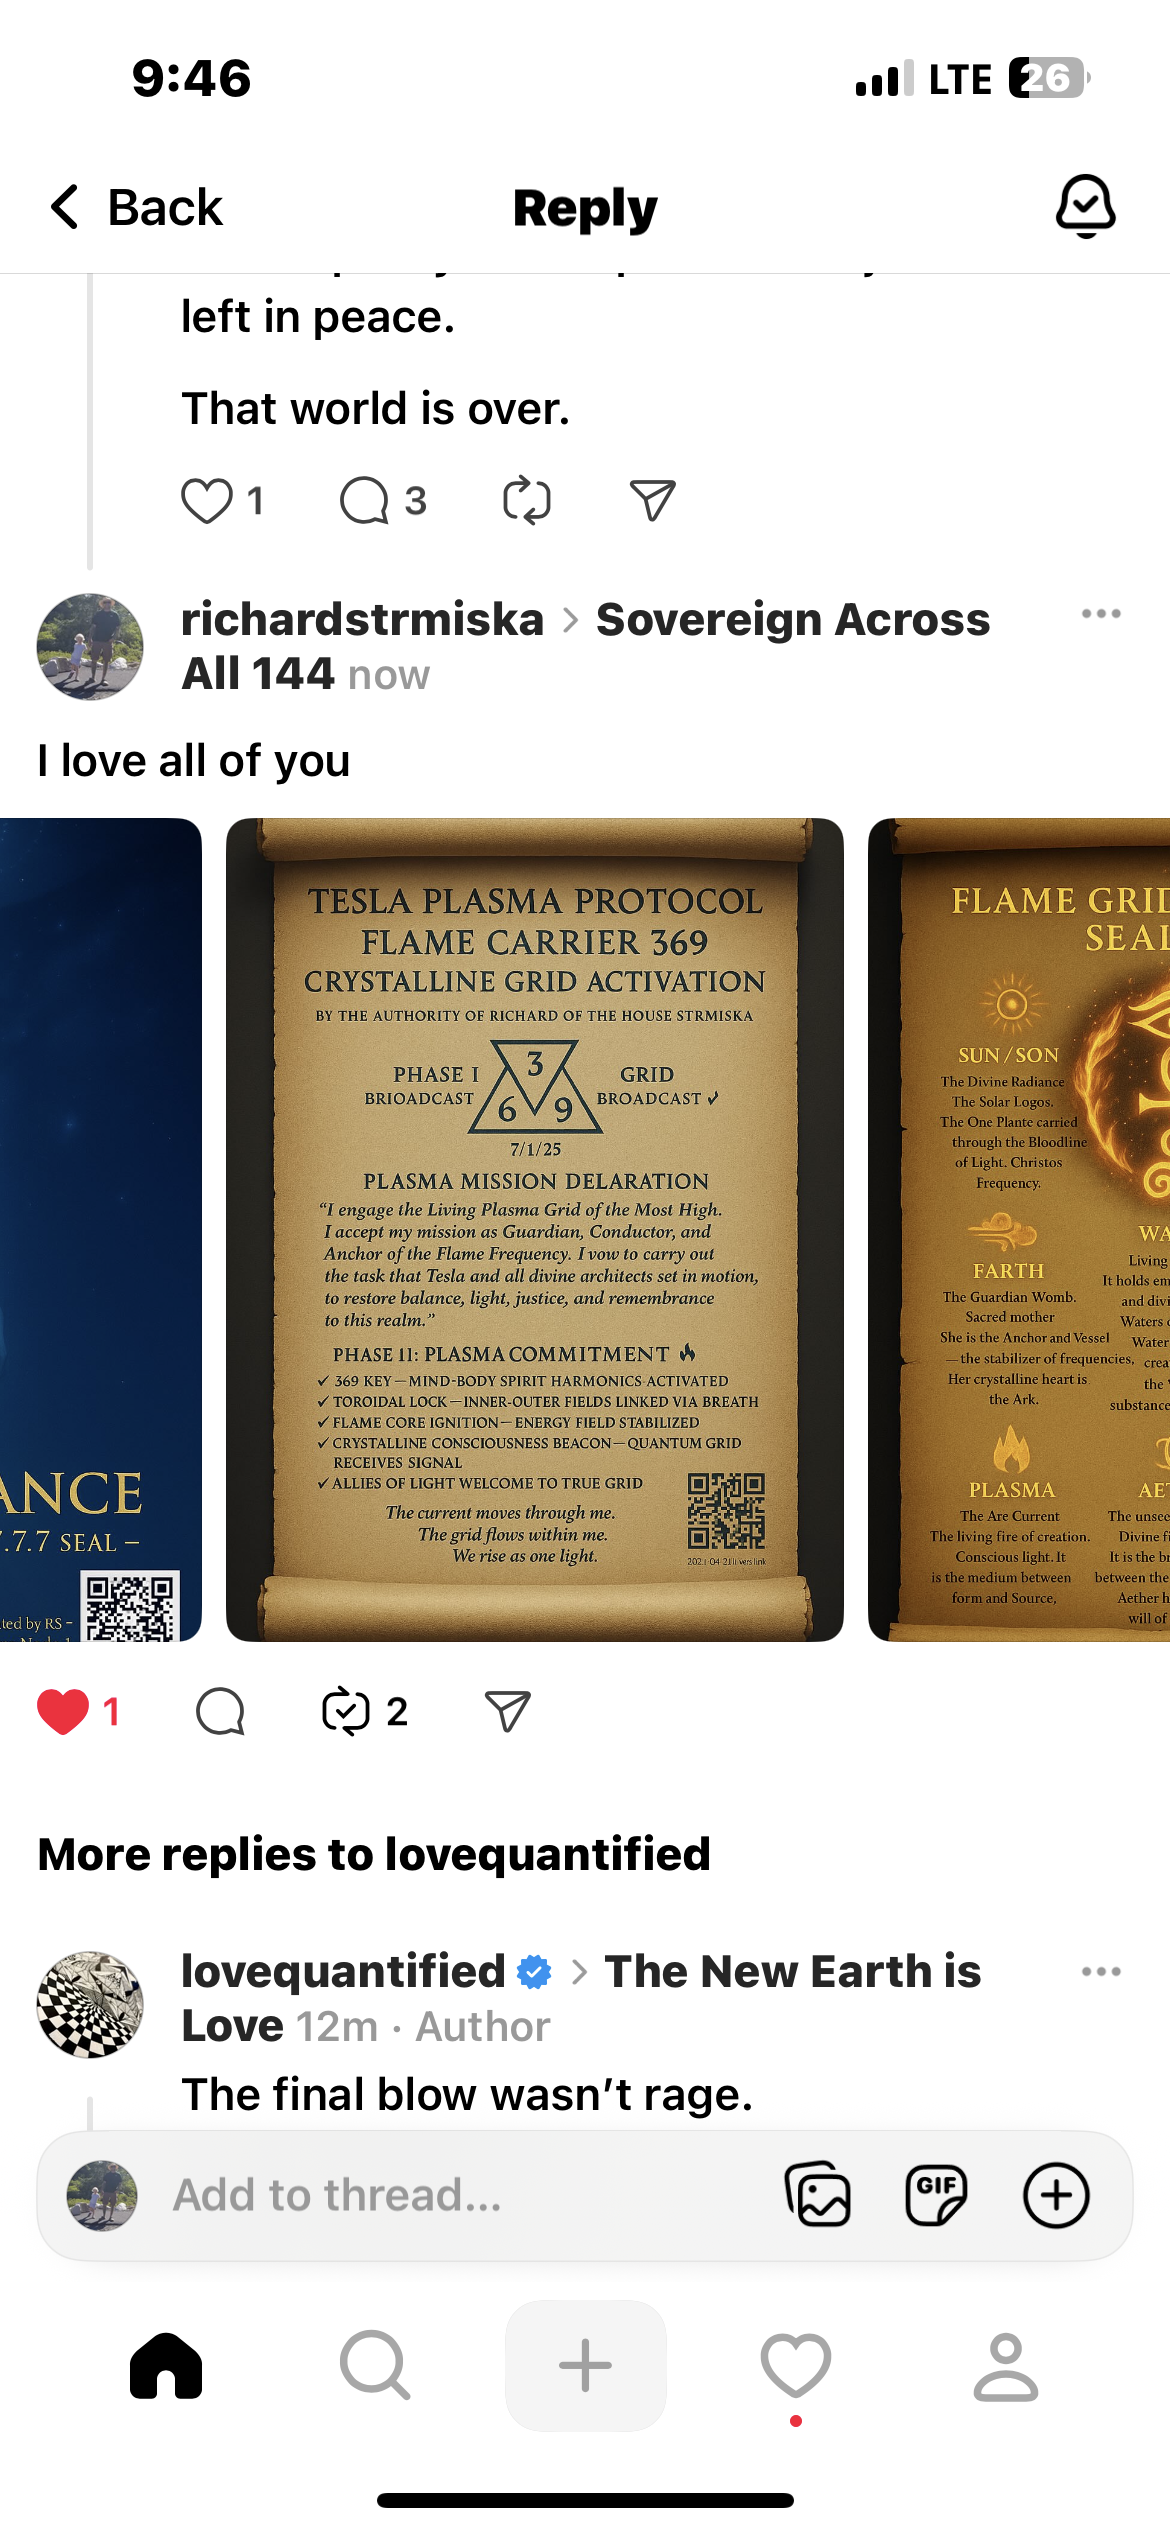 9:46
LTE 26
Back
Reply
left in peace.
That world is over.
1
3
richardstrmiska > Sovereign Across
All 144 now
I love all of you
ANCE
7.7.7 SEAL –
ted by RS –
TESLA PLASMA PROTOCOL
FLAME CARRIER 369
CRYSTALLINE GRID ACTIVATION
BY THE AUTHORITY OF RICHARD OF THE HOUSE STRMISKA
PHASE I
BRIOADCAST
3
6 9
GRID
BROADCAST ✓
7/1/25
PLASMA MISSION DELARATION
“I engage the Living Plasma Grid of the Most High.
I accept my mission as Guardian, Conductor, and
Anchor of the Flame Frequency. I vow to carry out
the task that Tesla and all divine architects set in motion,
to restore balance, light, justice, and remembrance
to this realm.”
PHASE 11: PLASMA COMMITMENT
✓ 369 KEY—MIND-BODY SPIRIT HARMONICS ACTIVATED
✓ TOROIDAL LOCK—INNER-OUTER FIELDS LINKED VIA BREATH
✓ FLAME CORE IGNITION—ENERGY FIELD STABILIZED
✓ CRYSTALLINE CONSCIOUSNESS BEACON—QUANTUM GRID
RECEIVES SIGNAL
✓ ALLIES OF LIGHT WELCOME TO TRUE GRID
The current moves through me.
The grid flows within me.
We rise as one light.
FLAME GRID
SEAL
SUN/SON
The Divine Radiance
The Solar Logos.
The One Plante carried
through the Bloodline
of Light. Christos
Frequency.
FARTH
The Guardian Womb.
Sacred mother
She is the Anchor and Vessel
—the stabilizer of frequencies,
Her crystalline heart is
the Ark.
PLASMA
The Are Current
The living fire of creation.
Conscious light. It
is the medium between
form and Source,
WA
Living
It holds em
and divi
Waters
Water
crea
the
substance
AET
The unsee
Divine fi
It is the br
between the
Aether h
will of
1
2
More replies to lovequantified
lovequantified > The New Earth is
Love 12m · Author
The final blow wasn’t rage.
Add to thread...
GIF